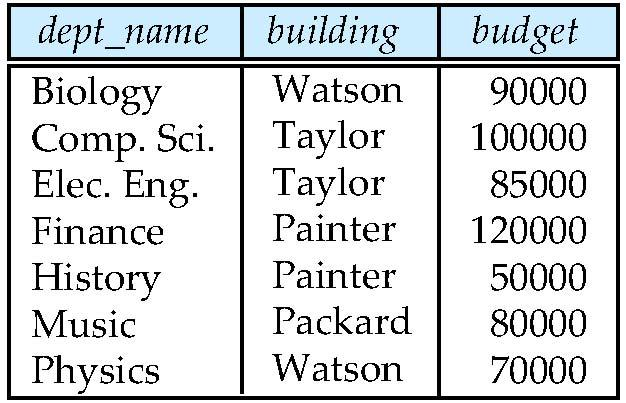 dept_name building budget
Biology Watson 90000
Comp. Sci. Taylor 100000
Elec. Eng. Taylor 85000
Finance Painter 120000
History Painter 50000
Music Packard 80000
Physics Watson 70000